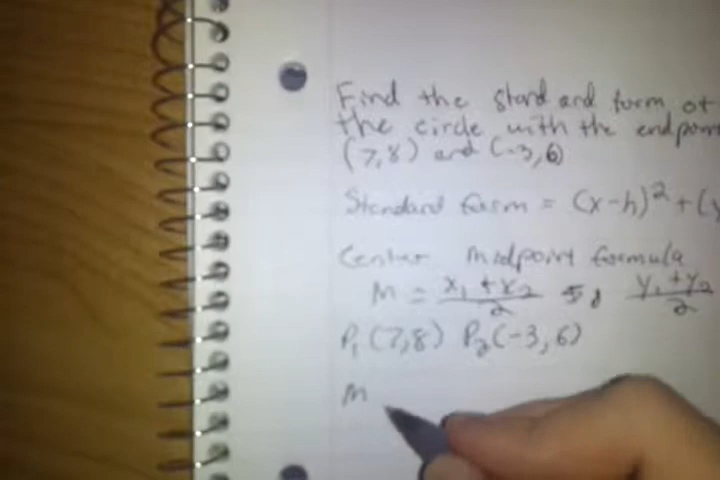 Find the standard form of
the circle with the endpoin
(7,8) and (-3,6)
Standard form = (x-h)² + (y
Center midpoint formula
M = x₁+x₂/2 , y₁+y₂/2
P₁(7,8) P₂(-3,6)
M